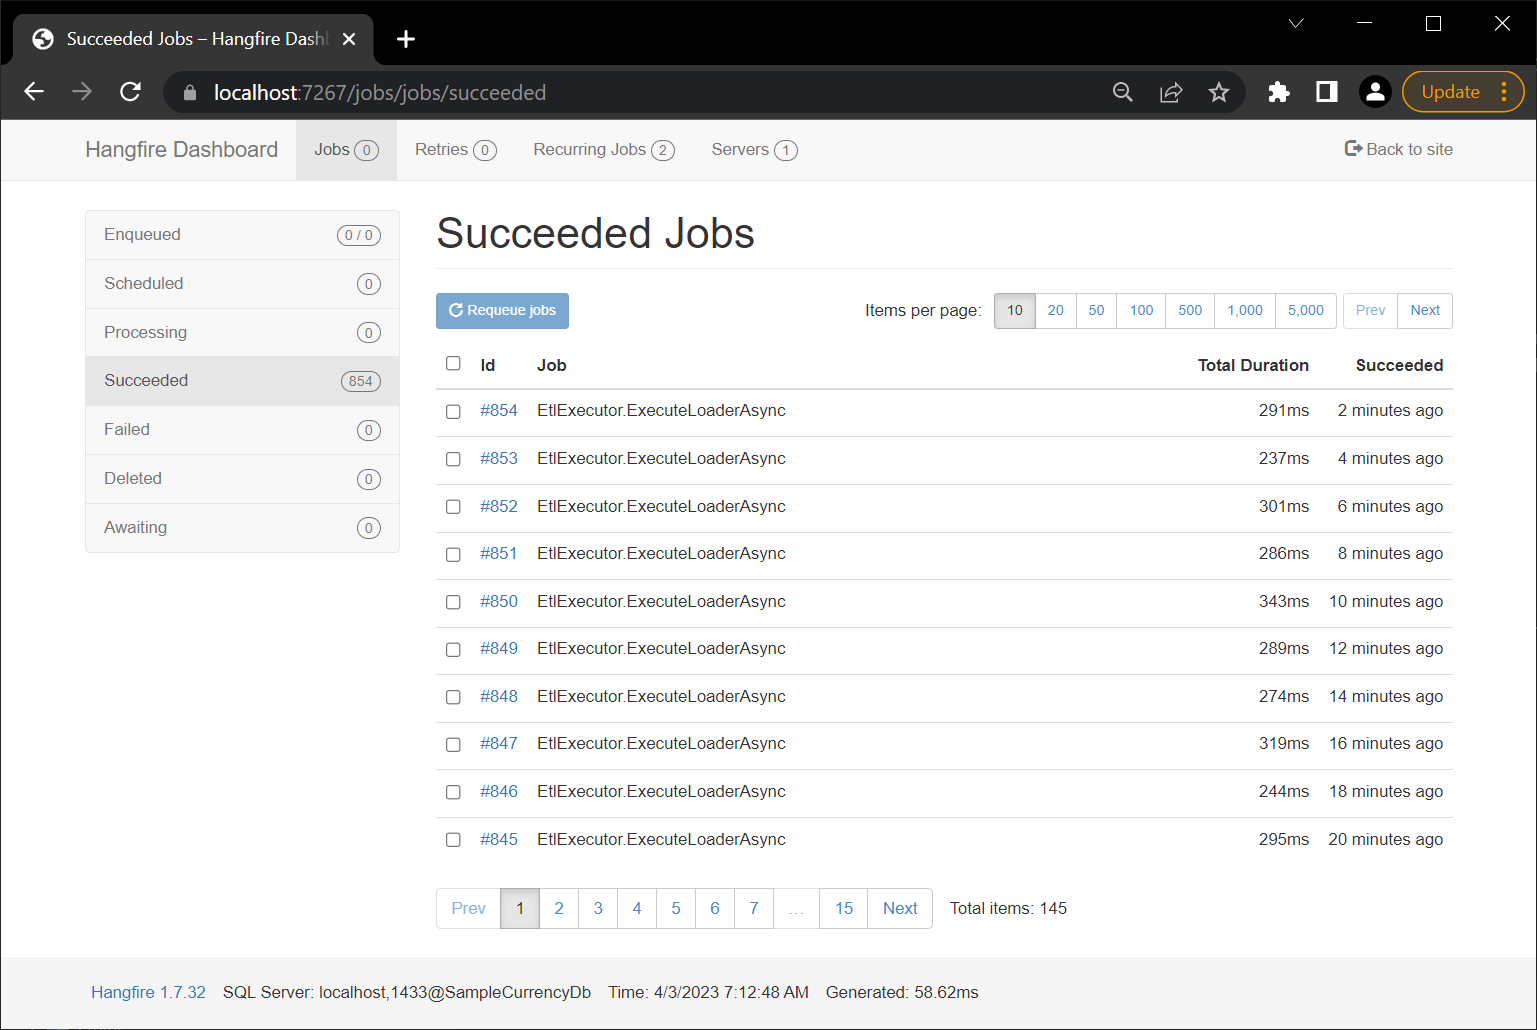 Succeeded Jobs – Hangfire Dash
localhost:7267/jobs/jobs/succeeded
Update
Hangfire Dashboard Jobs 0 Retries 0 Recurring Jobs 2 Servers 1 Back to site
Enqueued 0 / 0
Scheduled 0
Processing 0
Succeeded 854
Failed 0
Deleted 0
Awaiting 0
Succeeded Jobs
Requeue jobs Items per page: 10 20 50 100 500 1,000 5,000 Prev Next
Id Job Total Duration Succeeded
#854 EtlExecutor.ExecuteLoaderAsync 291ms 2 minutes ago
#853 EtlExecutor.ExecuteLoaderAsync 237ms 4 minutes ago
#852 EtlExecutor.ExecuteLoaderAsync 301ms 6 minutes ago
#851 EtlExecutor.ExecuteLoaderAsync 286ms 8 minutes ago
#850 EtlExecutor.ExecuteLoaderAsync 343ms 10 minutes ago
#849 EtlExecutor.ExecuteLoaderAsync 289ms 12 minutes ago
#848 EtlExecutor.ExecuteLoaderAsync 274ms 14 minutes ago
#847 EtlExecutor.ExecuteLoaderAsync 319ms 16 minutes ago
#846 EtlExecutor.ExecuteLoaderAsync 244ms 18 minutes ago
#845 EtlExecutor.ExecuteLoaderAsync 295ms 20 minutes ago
Prev 1 2 3 4 5 6 7 … 15 Next Total items: 145
Hangfire 1.7.32 SQL Server: localhost,1433@SampleCurrencyDb Time: 4/3/2023 7:12:48 AM Generated: 58.62ms